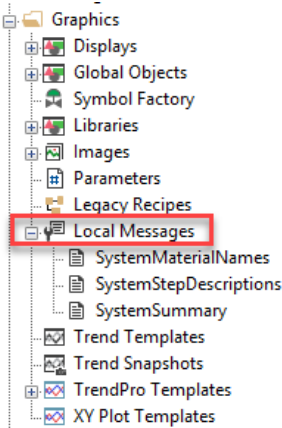 Graphics
Displays
Global Objects
Symbol Factory
Libraries
Images
Parameters
Legacy Recipes
Local Messages
SystemMaterialNames
SystemStepDescriptions
SystemSummary
Trend Templates
Trend Snapshots
TrendPro Templates
XY Plot Templates